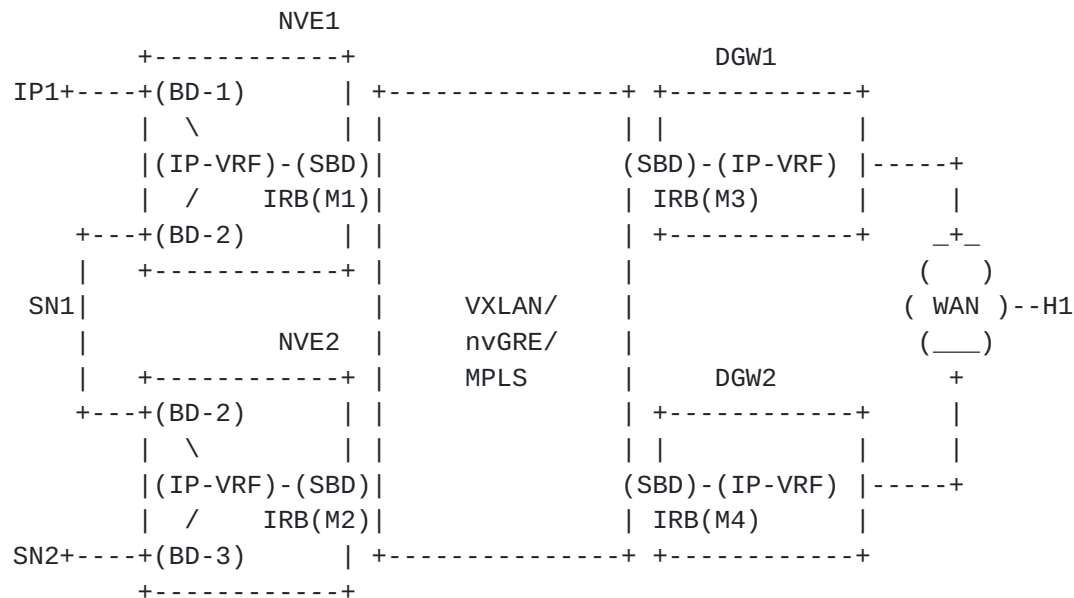 NVE1
        +------------+                       DGW1
IP1+----+(BD-1)      | +---------------+ +------------+
        |  \         | |               | |            |
        |(IP-VRF)-(SBD)|               (SBD)-(IP-VRF) |-----+
        |  /    IRB(M1)|               | IRB(M3)      |     |
    +---+(BD-2)      | |               | +------------+    _+_
    |   +------------+ |               |                  (   )
 SN1|                  |     VXLAN/    |                 ( WAN )--H1
    |            NVE2  |     nvGRE/    |                  (___)
    |   +------------+ |     MPLS      |     DGW2           +
    +---+(BD-2)      | |               | +------------+     |
        |  \         | |               | |            |     |
        |(IP-VRF)-(SBD)|               (SBD)-(IP-VRF) |-----+
        |  /    IRB(M2)|               | IRB(M4)      |
SN2+----+(BD-3)      | +---------------+ +------------+
        +------------+